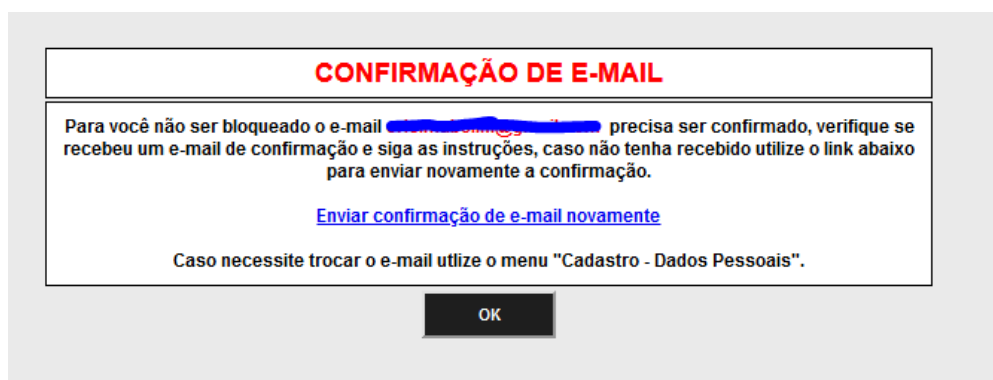 CONFIRMAÇÃO DE E-MAIL
Para você não ser bloqueado o e-mail precisa ser confirmado, verifique se
recebeu um e-mail de confirmação e siga as instruções, caso não tenha recebido utilize o link abaixo
para enviar novamente a confirmação.
Enviar confirmação de e-mail novamente
Caso necessite trocar o e-mail utlize o menu "Cadastro - Dados Pessoais".
OK